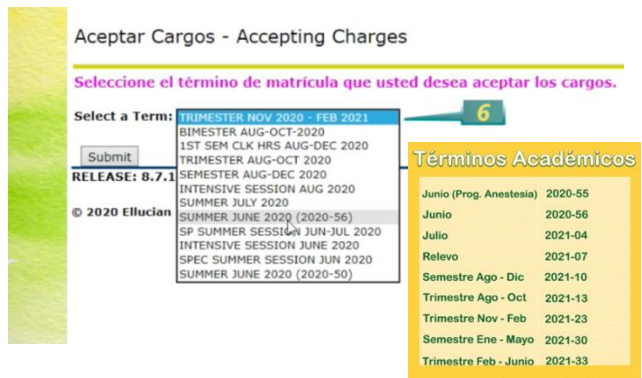 Aceptar Cargos - Accepting Charges
Seleccione el término de matrícula que usted desea aceptar los cargos.
Select a Term: TRIMESTER NOV 2020 - FEB 2021
6
BIMESTER AUG-OCT-2020
1ST SEM CLK HRS AUG-DEC 2020
TRIMESTER AUG-OCT 2020
SEMESTER AUG-DEC 2020
INTENSIVE SESSION AUG 2020
SUMMER JULY 2020
SUMMER JUNE 2020 (2020-56)
SP SUMMER SESSION JUN-JUL 2020
INTENSIVE SESSION JUNE 2020
SPEC SUMMER SESSION JUN 2020
SUMMER JUNE 2020 (2020-50)
Submit
RELEASE: 8.7.1
© 2020 Ellucian
Términos Académicos
Junio (Prog. Anestesia) 2020-55
Junio 2020-56
Julio 2021-04
Relevo 2021-07
Semestre Ago - Dic 2021-10
Trimestre Ago - Oct 2021-13
Trimestre Nov - Feb 2021-23
Semestre Ene - Mayo 2021-30
Trimestre Feb - Junio 2021-33